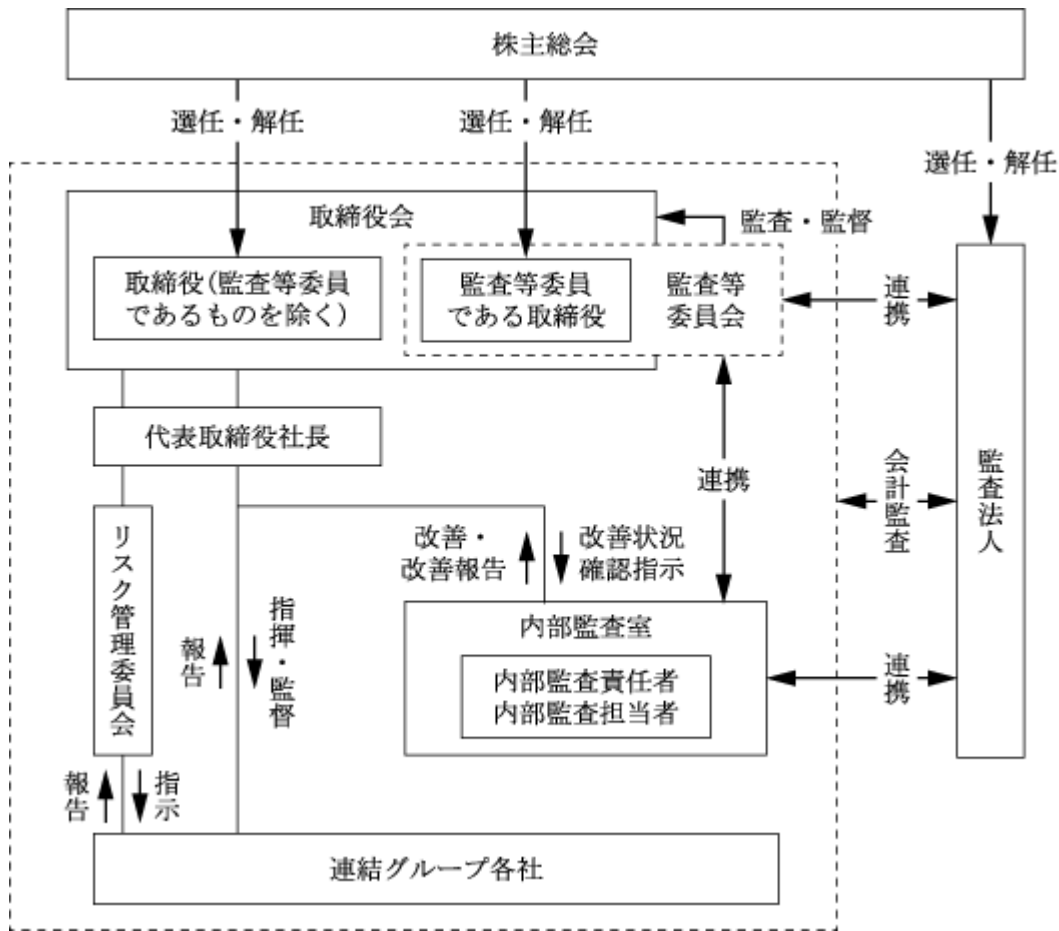 株主総会
選任・解任
選任・解任
選任・解任
取締役会
監査・監督
取締役(監査等委員
であるものを除く)
監査等委員
である取締役
監査等
委員会
連携
代表取締役社長
連携
会計監査
監査法人
リスク管理委員会
改善・
改善報告
改善状況
確認指示
報告
指揮・監督
内部監査室
内部監査責任者
内部監査担当者
連携
報告
指示
連結グループ各社